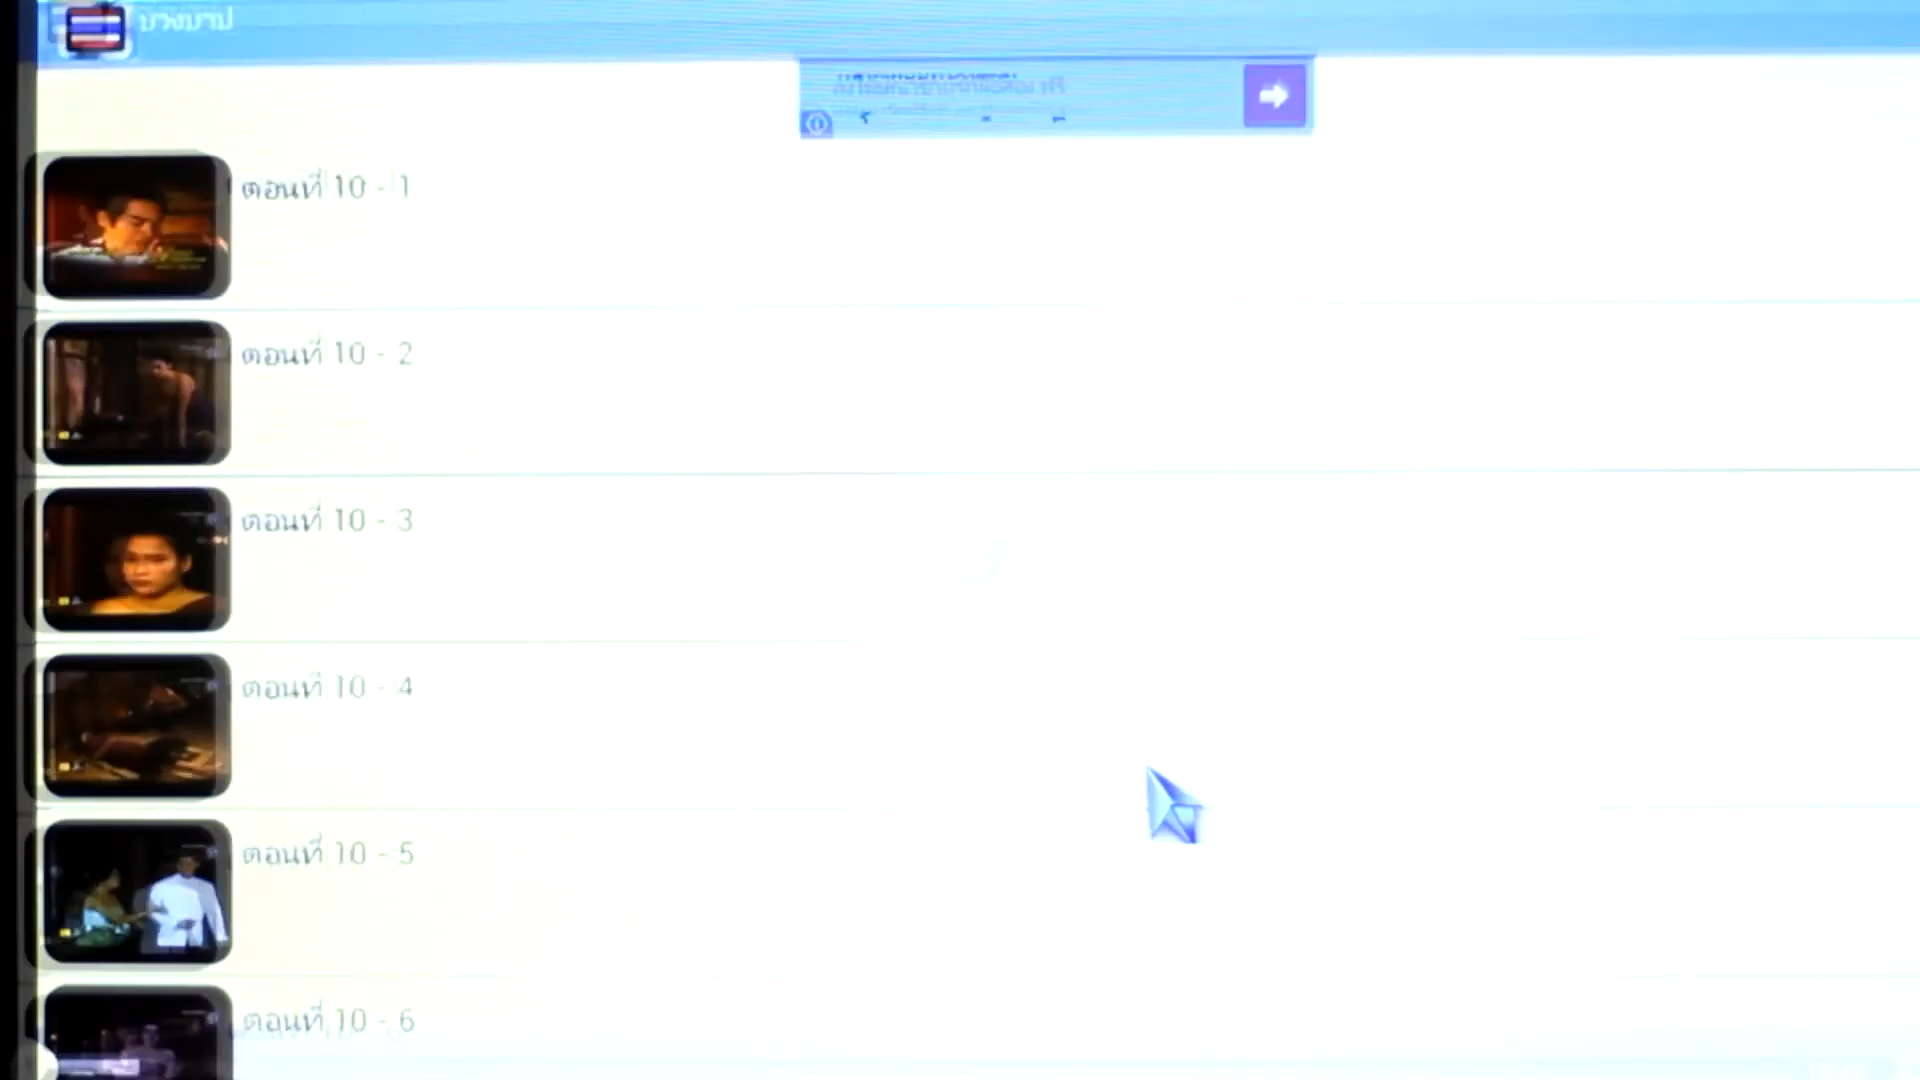 บ่วงบาป
ตอนที่ 10 - 1
ตอนที่ 10 - 2
ตอนที่ 10 - 3
ตอนที่ 10 - 4
ตอนที่ 10 - 5
ตอนที่ 10 - 6